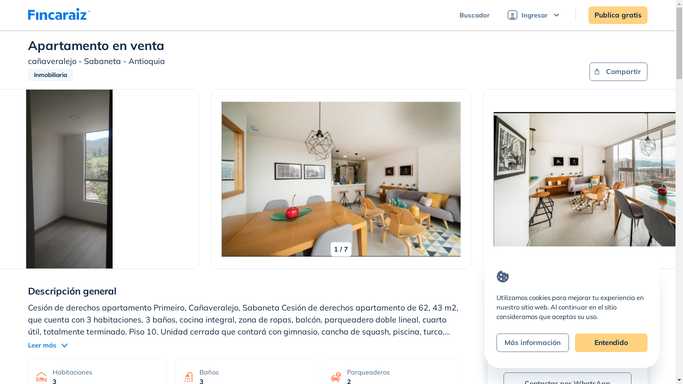 Fincaraiz
Buscador
Ingresar
Publica gratis
Apartamento en venta
cañaveralejo - Sabaneta - Antioquia
Inmobiliaria
Compartir
1 / 7
Descripción general
Cesión de derechos apartamento Primero, Cañaveralejo, Sabaneta Cesión de derechos apartamento de 62, 43 m2,
que cuenta con 3 habitaciones, 3 baños, cocina integral, zona de ropas, balcón, parqueadero doble lineal, cuarto
útil, totalmente terminado. Piso 10. Unidad cerrada que contará con gimnasio, cancha de squash, piscina, turco,...
Leer más
Habitaciones
3
Baños
3
Parqueaderos
2
Utilizamos cookies para mejorar tu experiencia en
nuestro sitio web. Al continuar en el sitio
consideramos que aceptas su uso.
Más información
Entendido
Contactar por WhatsApp